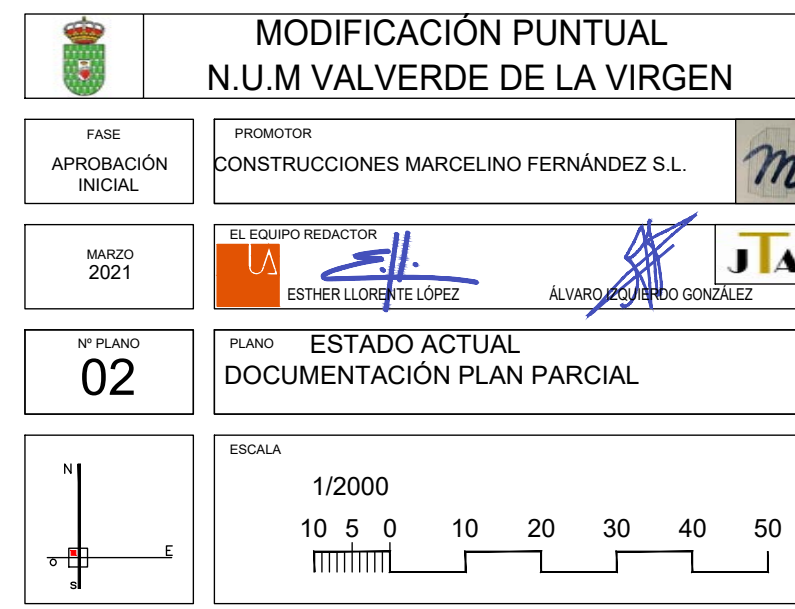 MODIFICACIÓN PUNTUAL
N.U.M VALVERDE DE LA VIRGEN
FASE
APROBACIÓN
INICIAL
PROMOTOR
CONSTRUCCIONES MARCELINO FERNÁNDEZ S.L.
m
MARZO
2021
EL EQUIPO REDACTOR
JTA
ESTHER LLORENTE LÓPEZ
ÁLVARO IZQUIERDO GONZÁLEZ
Nº PLANO
02
PLANO
ESTADO ACTUAL
DOCUMENTACIÓN PLAN PARCIAL
N
O
E
S
ESCALA
1/2000
10 5 0 10 20 30 40 50